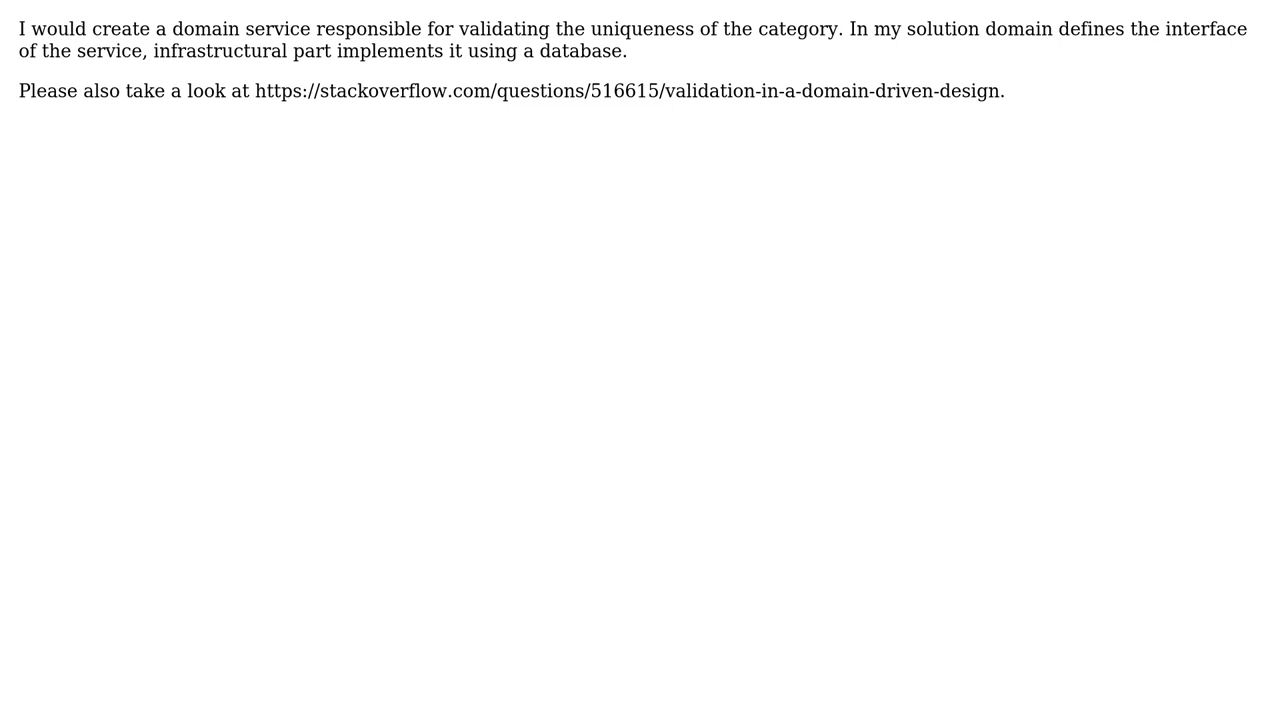 I would create a domain service responsible for validating the uniqueness of the category. In my solution domain defines the interface
of the service, infrastructural part implements it using a database.
Please also take a look at https://stackoverflow.com/questions/516615/validation-in-a-domain-driven-design.